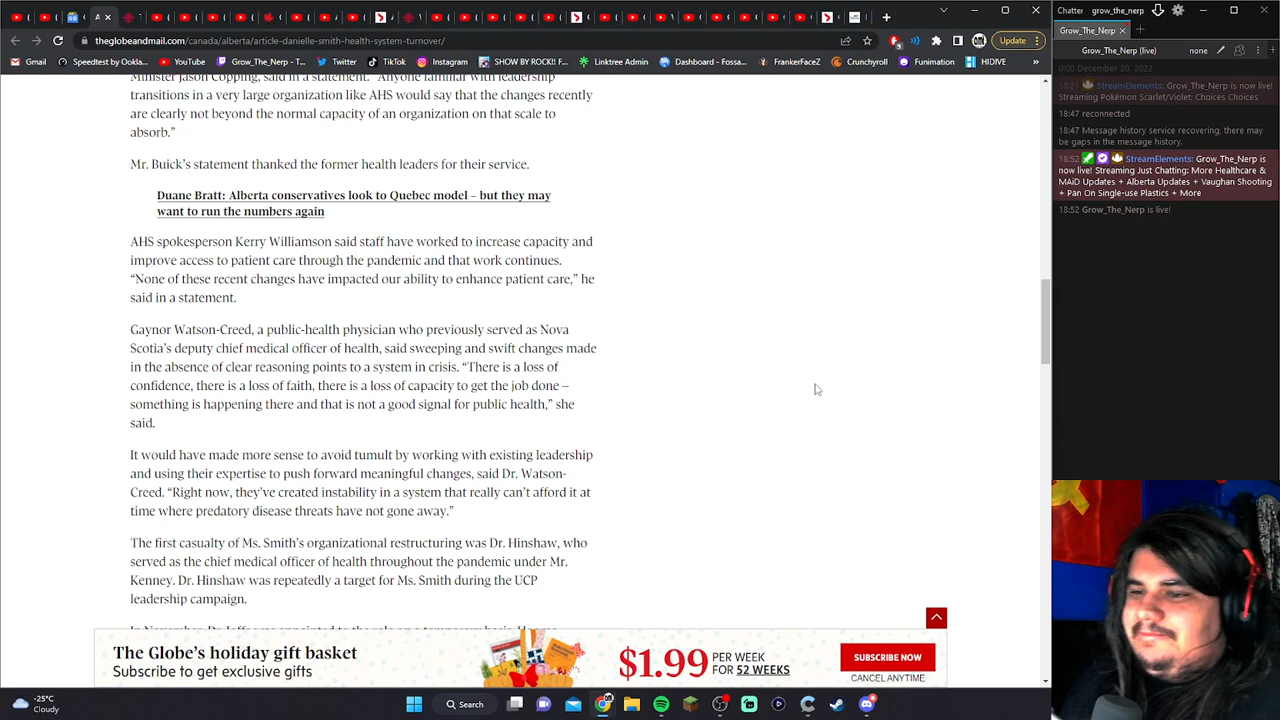 A
Chatter
grow_the_nerp
theglobeandmail.com/canada/alberta/article-danielle-smith-health-system-turnover/
9
Update
Grow_The_Nerp
Gmail
Speedtest by Ookla...
YouTube
Grow_The_Nerp - T...
Twitter
TikTok
Instagram
SHOW BY ROCK!! F...
Linktree Admin
Dashboard - Fossa...
FrankerFaceZ
Crunchyroll
Funimation
HIDIVE
Grow_The_Nerp (live)
none
0:00 December 20, 2022
18:21 StreamElements: Grow_The_Nerp is now live!
Streaming Pokémon Scarlet/Violet: Choices Choices
18:47 reconnected
18:47 Message history service recovering, there may
be gaps in the message history.
18:52 StreamElements: Grow_The_Nerp is
now live! Streaming Just Chatting: More Healthcare &
MAiD Updates + Alberta Updates + Vaughan Shooting
+ Pan On Single-use Plastics + More
18:52 Grow_The_Nerp is live!
Minister Jason Copping, said in a statement. “Anyone familiar with leadership
transitions in a very large organization like AHS would say that the changes recently
are clearly not beyond the normal capacity of an organization on that scale to
absorb.”
Mr. Buick’s statement thanked the former health leaders for their service.
Duane Bratt: Alberta conservatives look to Quebec model – but they may
want to run the numbers again
AHS spokesperson Kerry Williamson said staff have worked to increase capacity and
improve access to patient care through the pandemic and that work continues.
“None of these recent changes have impacted our ability to enhance patient care,” he
said in a statement.
Gaynor Watson-Creed, a public-health physician who previously served as Nova
Scotia’s deputy chief medical officer of health, said sweeping and swift changes made
in the absence of clear reasoning points to a system in crisis. “There is a loss of
confidence, there is a loss of faith, there is a loss of capacity to get the job done –
something is happening there and that is not a good signal for public health,” she
said.
It would have made more sense to avoid tumult by working with existing leadership
and using their expertise to push forward meaningful changes, said Dr. Watson-
Creed. “Right now, they’ve created instability in a system that really can’t afford it at
time where predatory disease threats have not gone away.”
The first casualty of Ms. Smith’s organizational restructuring was Dr. Hinshaw, who
served as the chief medical officer of health throughout the pandemic under Mr.
Kenney. Dr. Hinshaw was repeatedly a target for Ms. Smith during the UCP
leadership campaign.
The Globe’s holiday gift basket
Subscribe to get exclusive gifts
$1.99
PER WEEK
FOR 52 WEEKS
SUBSCRIBE NOW
CANCEL ANYTIME
-25°C
Cloudy
Search